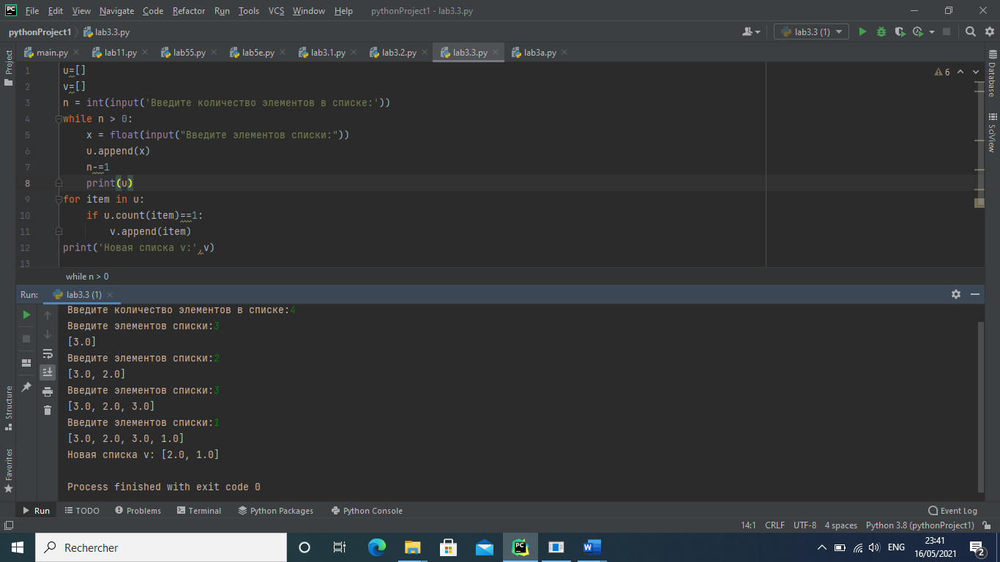 PC File Edit View Navigate Code Refactor Run Tools VCS Window Help pythonProject1 - lab3.3.py
pythonProject1 lab3.3.py lab3.3 (1)
main.py lab11.py lab55.py lab5e.py lab3.1.py lab3.2.py lab3.3.py lab3a.py
Project
Database
SciView
6
1 u=[]
2 v=[]
3 n = int(input('Введите количество элементов в списке:'))
4 while n > 0:
5 x = float(input("Введите элементов списки:"))
6 u.append(x)
7 n-=1
8 print(u)
9 for item in u:
10 if u.count(item)==1:
11 v.append(item)
12 print('Новая списка v:',v)
13
while n > 0
Run: lab3.3 (1)
Введите количество элементов в списке:4
Введите элементов списки:3
[3.0]
Введите элементов списки:2
[3.0, 2.0]
Введите элементов списки:3
[3.0, 2.0, 3.0]
Введите элементов списки:1
[3.0, 2.0, 3.0, 1.0]
Новая списка v: [2.0, 1.0]
Process finished with exit code 0
Structure
Favorites
Run TODO Problems Terminal Python Packages Python Console Event Log
14:1 CRLF UTF-8 4 spaces Python 3.8 (pythonProject1)
Rechercher
PC
W
ENG
23:41
16/05/2021
2